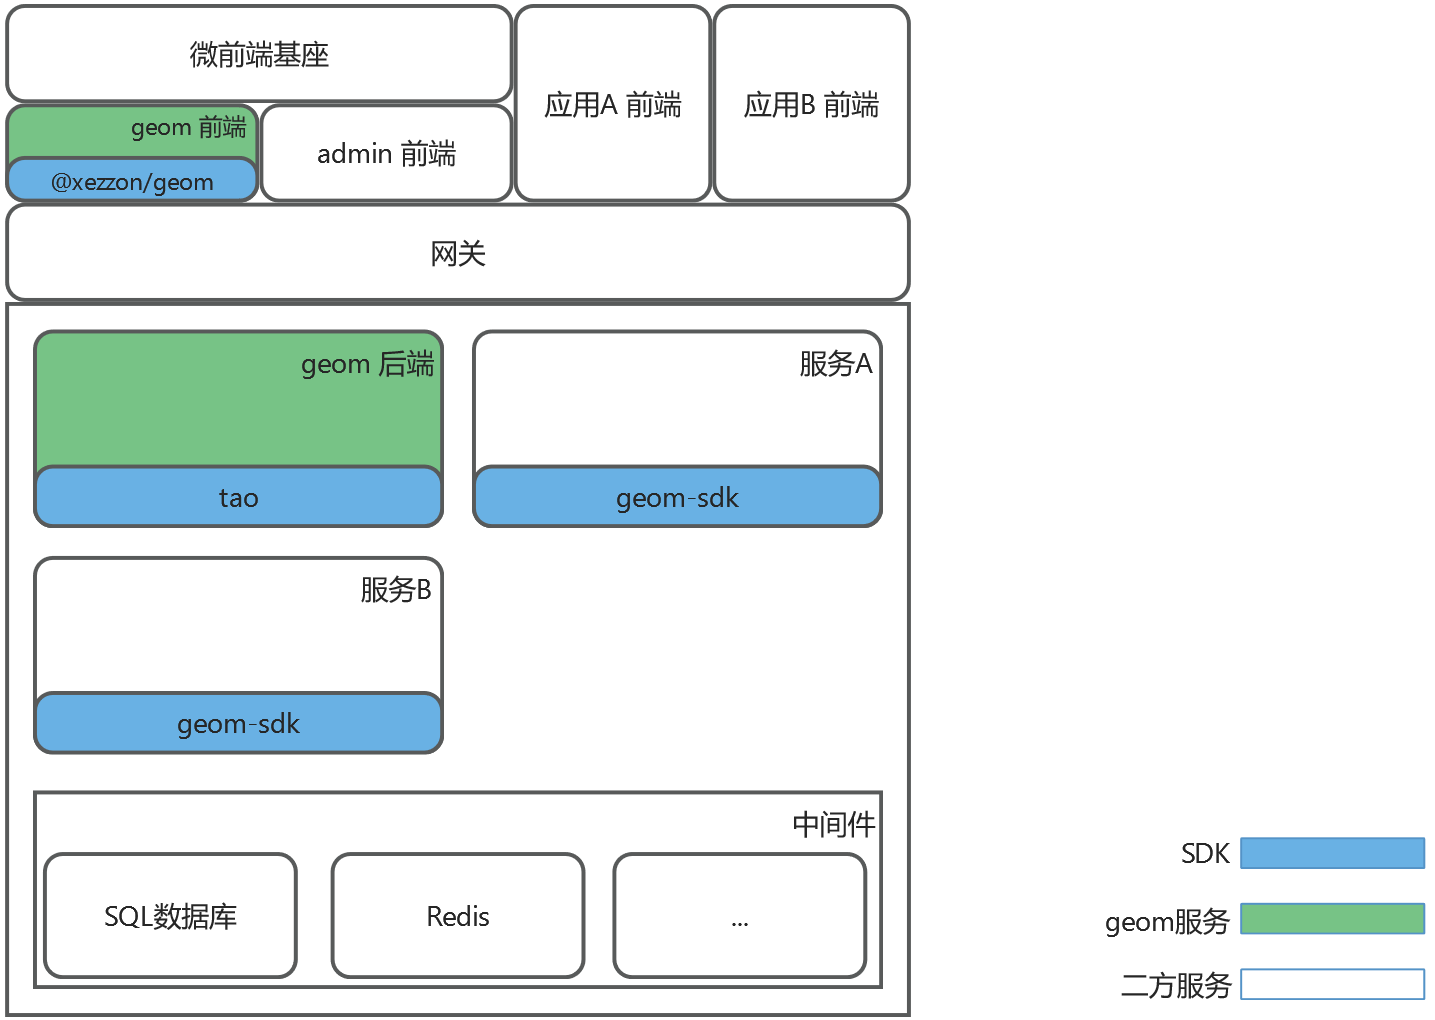 微前端基座
应用A 前端
应用B 前端
geom 前端
@xezzon/geom
admin 前端
网关
geom 后端
tao
服务A
geom-sdk
服务B
geom-sdk
中间件
SQL数据库
Redis
...
SDK
geom服务
二方服务